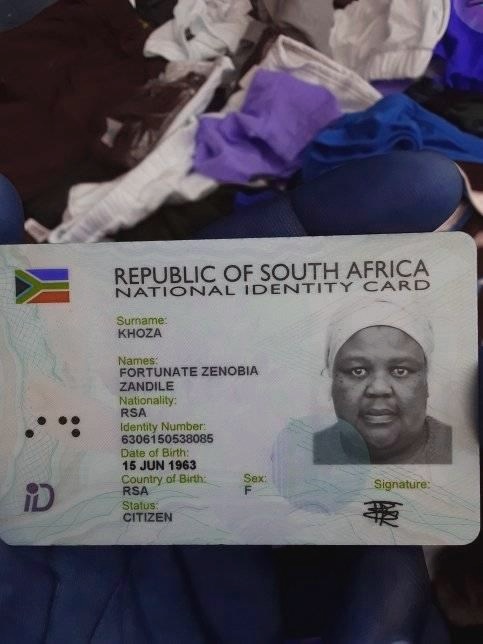 REPUBLIC OF SOUTH AFRICA
NATIONAL IDENTITY CARD
Surname:
KHOZA
Names:
FORTUNATE ZENOBIA
ZANDILE
Nationality:
RSA
Identity Number:
6306150538085
Date of Birth:
15 JUN 1963
Country of Birth:
RSA
Sex:
F
Status:
CITIZEN
Signature:
iD